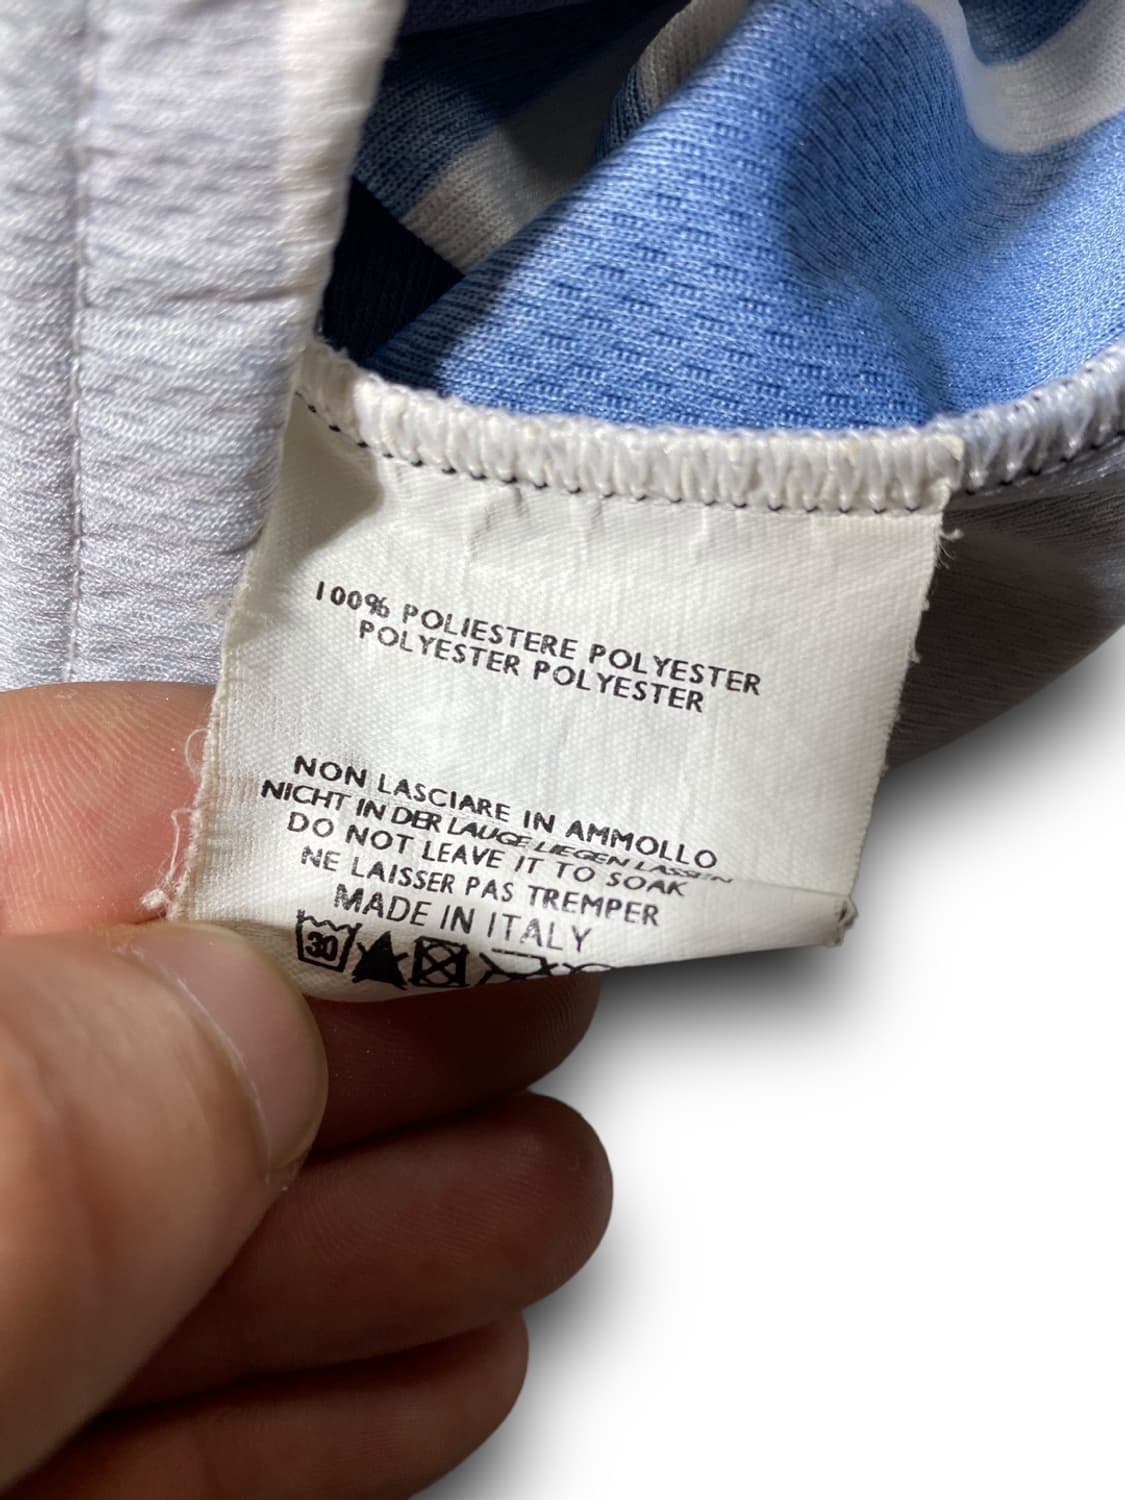 100% POLIESTERE POLYESTER
POLYESTER POLYESTER
NON LASCIARE IN AMMOLLO
NICHT IN DER LAUGE LIEGEN LASSEN
DO NOT LEAVE IT TO SOAK
NE LAISSER PAS TREMPER
MADE IN ITALY
30